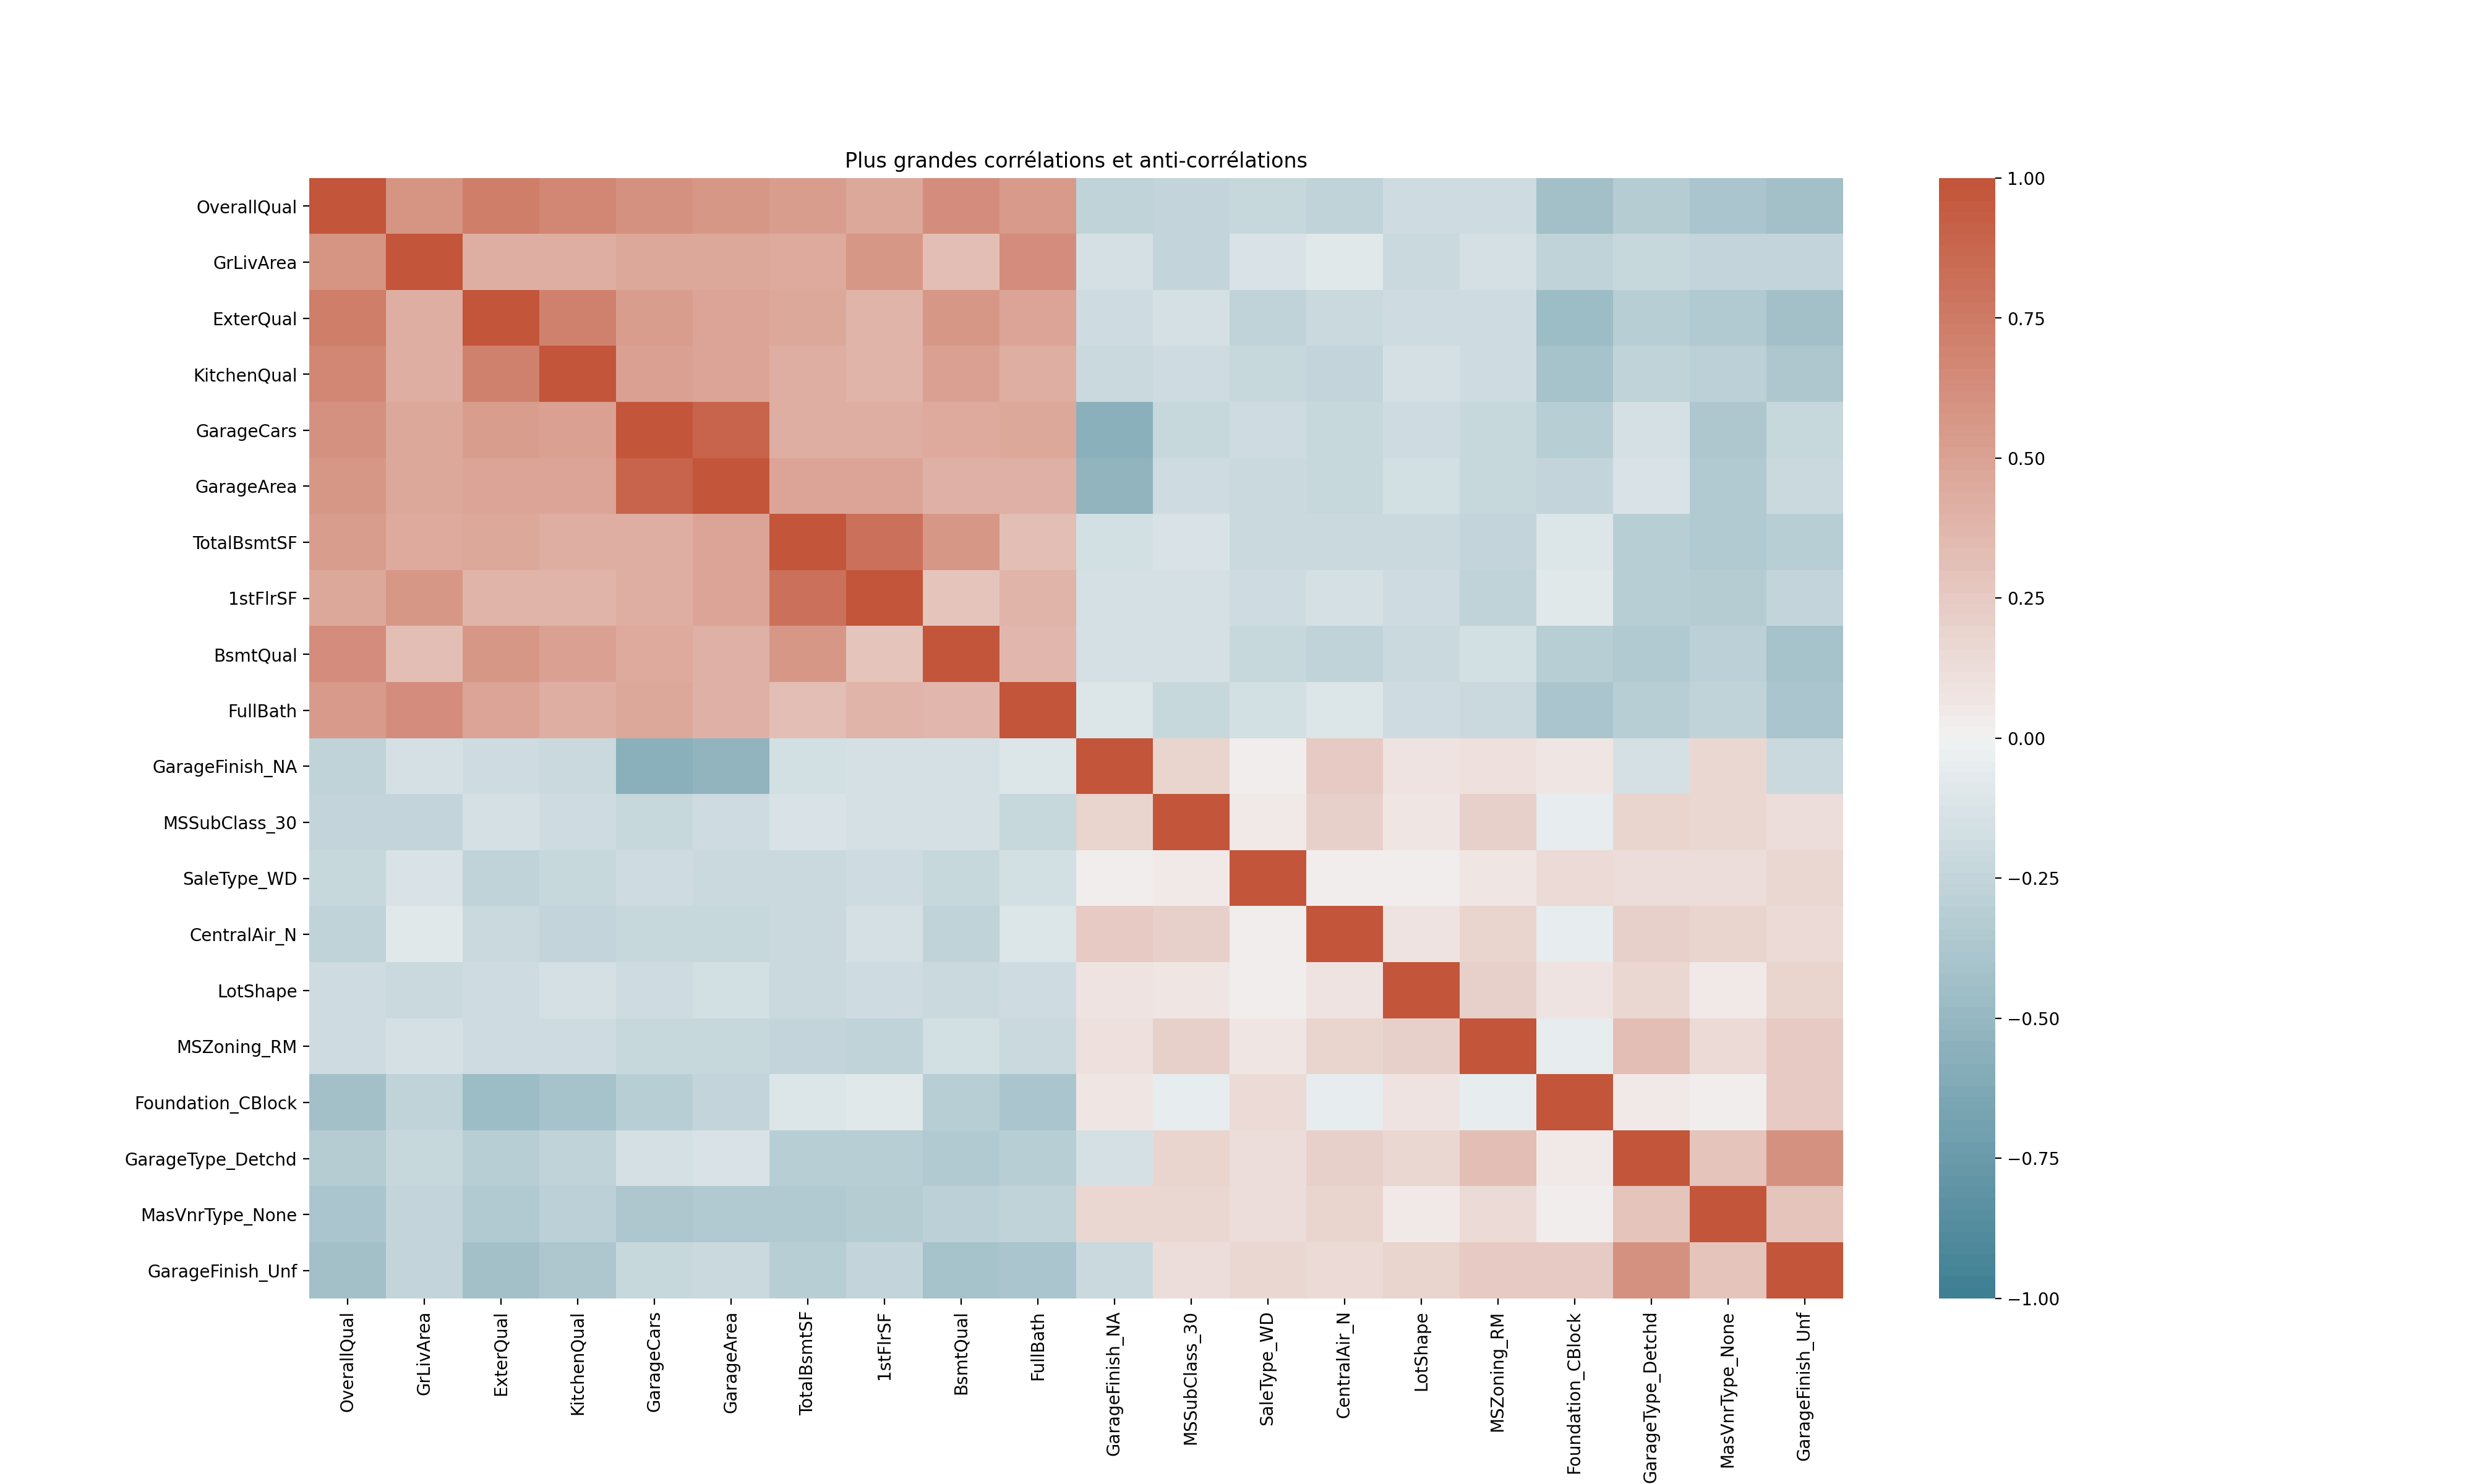 Plus grandes corrélations et anti-corrélations
OverallQual
GrLivArea
ExterQual
KitchenQual
GarageCars
GarageArea
TotalBsmtSF
1stFlrSF
BsmtQual
FullBath
GarageFinish_NA
MSSubClass_30
SaleType_WD
CentralAir_N
LotShape
MSZoning_RM
Foundation_CBlock
GarageType_Detchd
MasVnrType_None
GarageFinish_Unf
OverallQual
GrLivArea
ExterQual
KitchenQual
GarageCars
GarageArea
TotalBsmtSF
1stFlrSF
BsmtQual
FullBath
GarageFinish_NA
MSSubClass_30
SaleType_WD
CentralAir_N
LotShape
MSZoning_RM
Foundation_CBlock
GarageType_Detchd
MasVnrType_None
GarageFinish_Unf
1.00
0.75
0.50
0.25
0.00
−0.25
−0.50
−0.75
−1.00